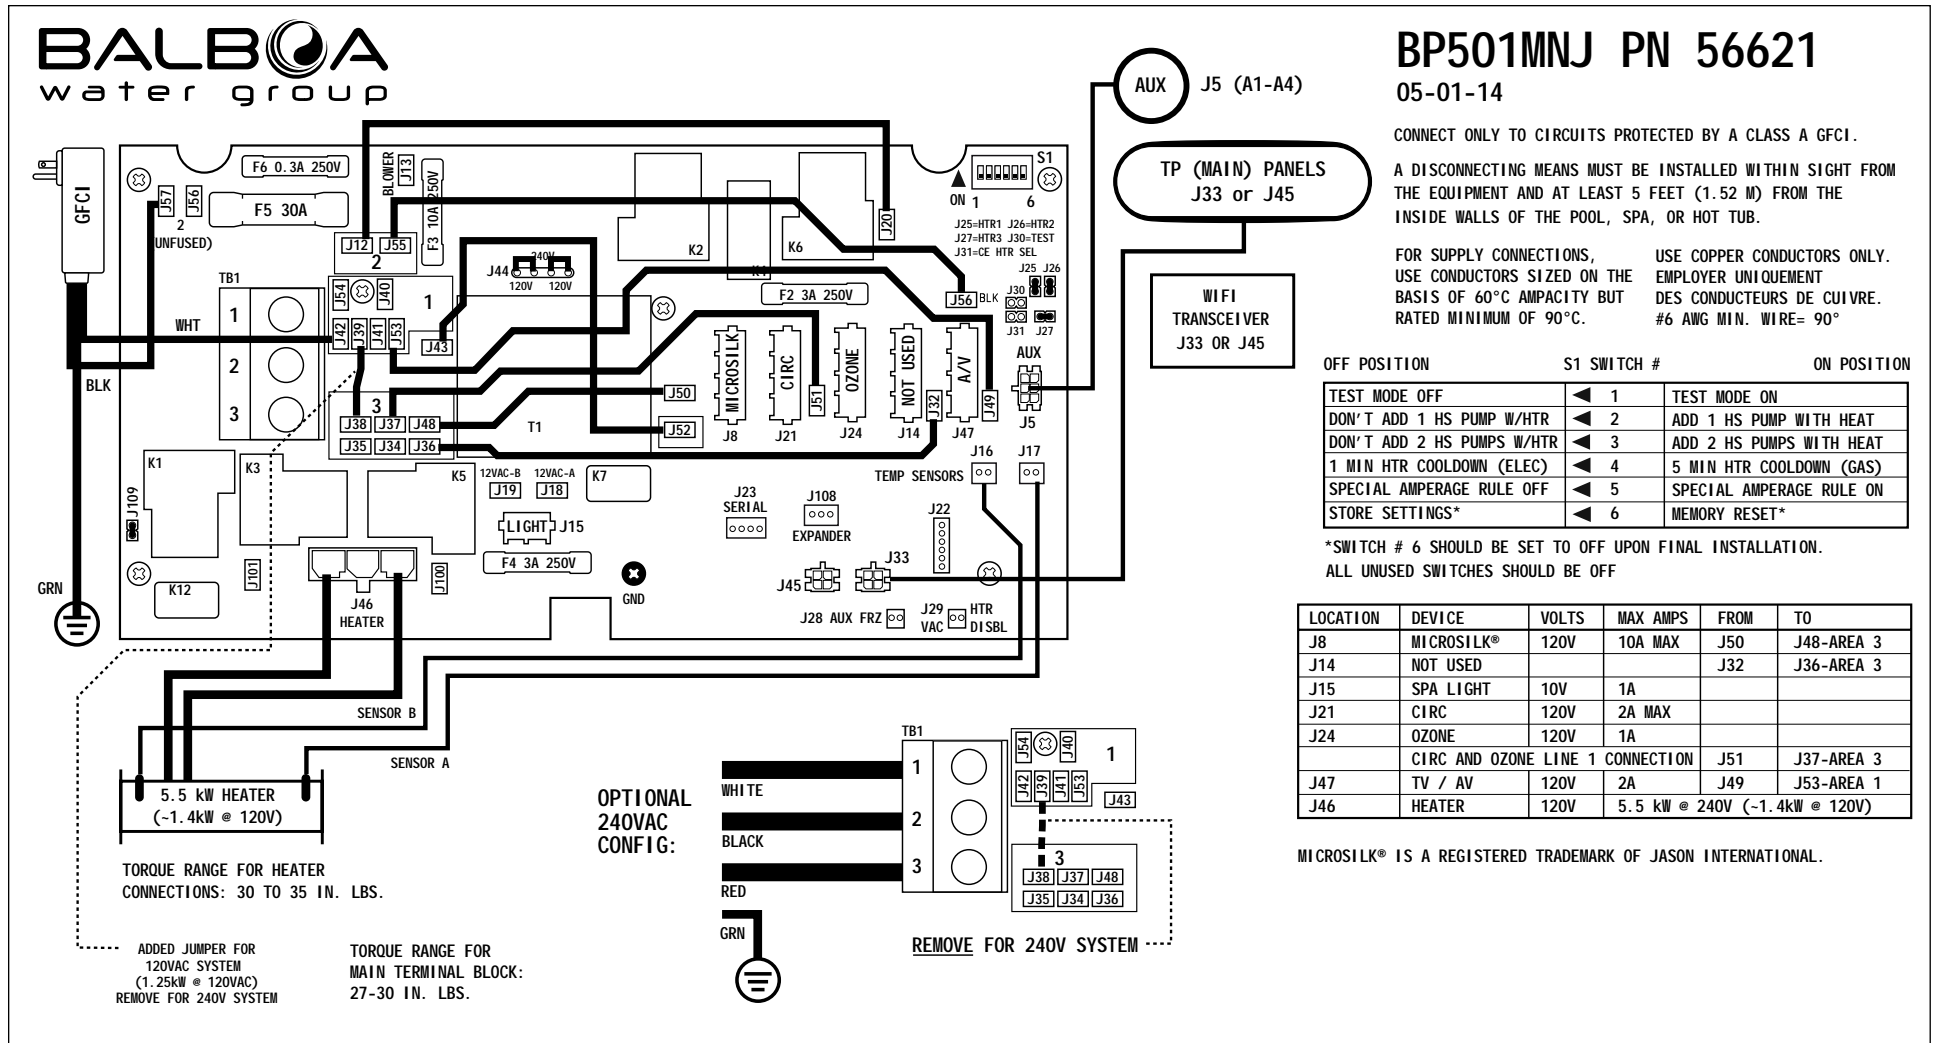 BALBOA
water group
BP501MNJ PN 56621
05-01-14
CONNECT ONLY TO CIRCUITS PROTECTED BY A CLASS A GFCI.
A DISCONNECTING MEANS MUST BE INSTALLED WITHIN SIGHT FROM
THE EQUIPMENT AND AT LEAST 5 FEET (1.52 M) FROM THE
INSIDE WALLS OF THE POOL, SPA, OR HOT TUB.
FOR SUPPLY CONNECTIONS,
USE CONDUCTORS SIZED ON THE
BASIS OF 60°C AMPACITY BUT
RATED MINIMUM OF 90°C.
USE COPPER CONDUCTORS ONLY.
EMPLOYER UNIQUEMENT
DES CONDUCTEURS DE CUIVRE.
#6 AWG MIN. WIRE= 90°
AUX
J5 (A1-A4)
TP (MAIN) PANELS
J33 or J45
WIFI
TRANSCEIVER
J33 OR J45
GFCI
WHT
BLK
GRN
F6 0.3A 250V
J57
J56
F5 30A
2
UNFUSED)
BLOWER
J13
F3 10A 250V
J12
J55
2
TB1
1
2
3
J54
J40
1
J42
J39
J41
J53
J43
240V
J44
120V
120V
K2
K4
K6
J20
S1
ON 1
6
J25=HTR1 J26=HTR2
J27=HTR3 J30=TEST
J31=CE HTR SEL
J25
J26
J30
J31
J27
F2 3A 250V
J56
BLK
3
J38
J37
J48
J35
J34
J36
T1
J50
J52
MICROSILK
J8
CIRC
J21
J51
OZONE
J24
NOT USED
J14
J32
A/V
J47
J49
AUX
J5
K1
K3
K5
J109
12VAC-B
12VAC-A
J19
J18
K7
LIGHT
J15
F4 3A 250V
TEMP SENSORS
J16
J17
J23
SERIAL
J108
EXPANDER
J22
J33
J45
GND
J28 AUX FRZ
J29
VAC
HTR
DISBL
K12
J101
J46
HEATER
J100
SENSOR B
SENSOR A
5.5 kW HEATER
(~1.4kW @ 120V)
TORQUE RANGE FOR HEATER
CONNECTIONS: 30 TO 35 IN. LBS.
ADDED JUMPER FOR
120VAC SYSTEM
(1.25kW @ 120VAC)
REMOVE FOR 240V SYSTEM
TORQUE RANGE FOR
MAIN TERMINAL BLOCK:
27-30 IN. LBS.
OPTIONAL
240VAC
CONFIG:
WHITE
BLACK
RED
GRN
TB1
1
2
3
J54
J40
1
J42
J39
J41
J53
J43
3
J38
J37
J48
J35
J34
J36
REMOVE FOR 240V SYSTEM
OFF POSITION S1 SWITCH # ON POSITION
TEST MODE OFF 1 TEST MODE ON
DON'T ADD 1 HS PUMP W/HTR 2 ADD 1 HS PUMP WITH HEAT
DON'T ADD 2 HS PUMPS W/HTR 3 ADD 2 HS PUMPS WITH HEAT
1 MIN HTR COOLDOWN (ELEC) 4 5 MIN HTR COOLDOWN (GAS)
SPECIAL AMPERAGE RULE OFF 5 SPECIAL AMPERAGE RULE ON
STORE SETTINGS* 6 MEMORY RESET*
*SWITCH # 6 SHOULD BE SET TO OFF UPON FINAL INSTALLATION.
ALL UNUSED SWITCHES SHOULD BE OFF
LOCATION DEVICE VOLTS MAX AMPS FROM TO
J8 MICROSILK® 120V 10A MAX J50 J48-AREA 3
J14 NOT USED J32 J36-AREA 3
J15 SPA LIGHT 10V 1A
J21 CIRC 120V 2A MAX
J24 OZONE 120V 1A
CIRC AND OZONE LINE 1 CONNECTION J51 J37-AREA 3
J47 TV / AV 120V 2A J49 J53-AREA 1
J46 HEATER 120V 5.5 kW @ 240V (~1.4kW @ 120V)
MICROSILK® IS A REGISTERED TRADEMARK OF JASON INTERNATIONAL.